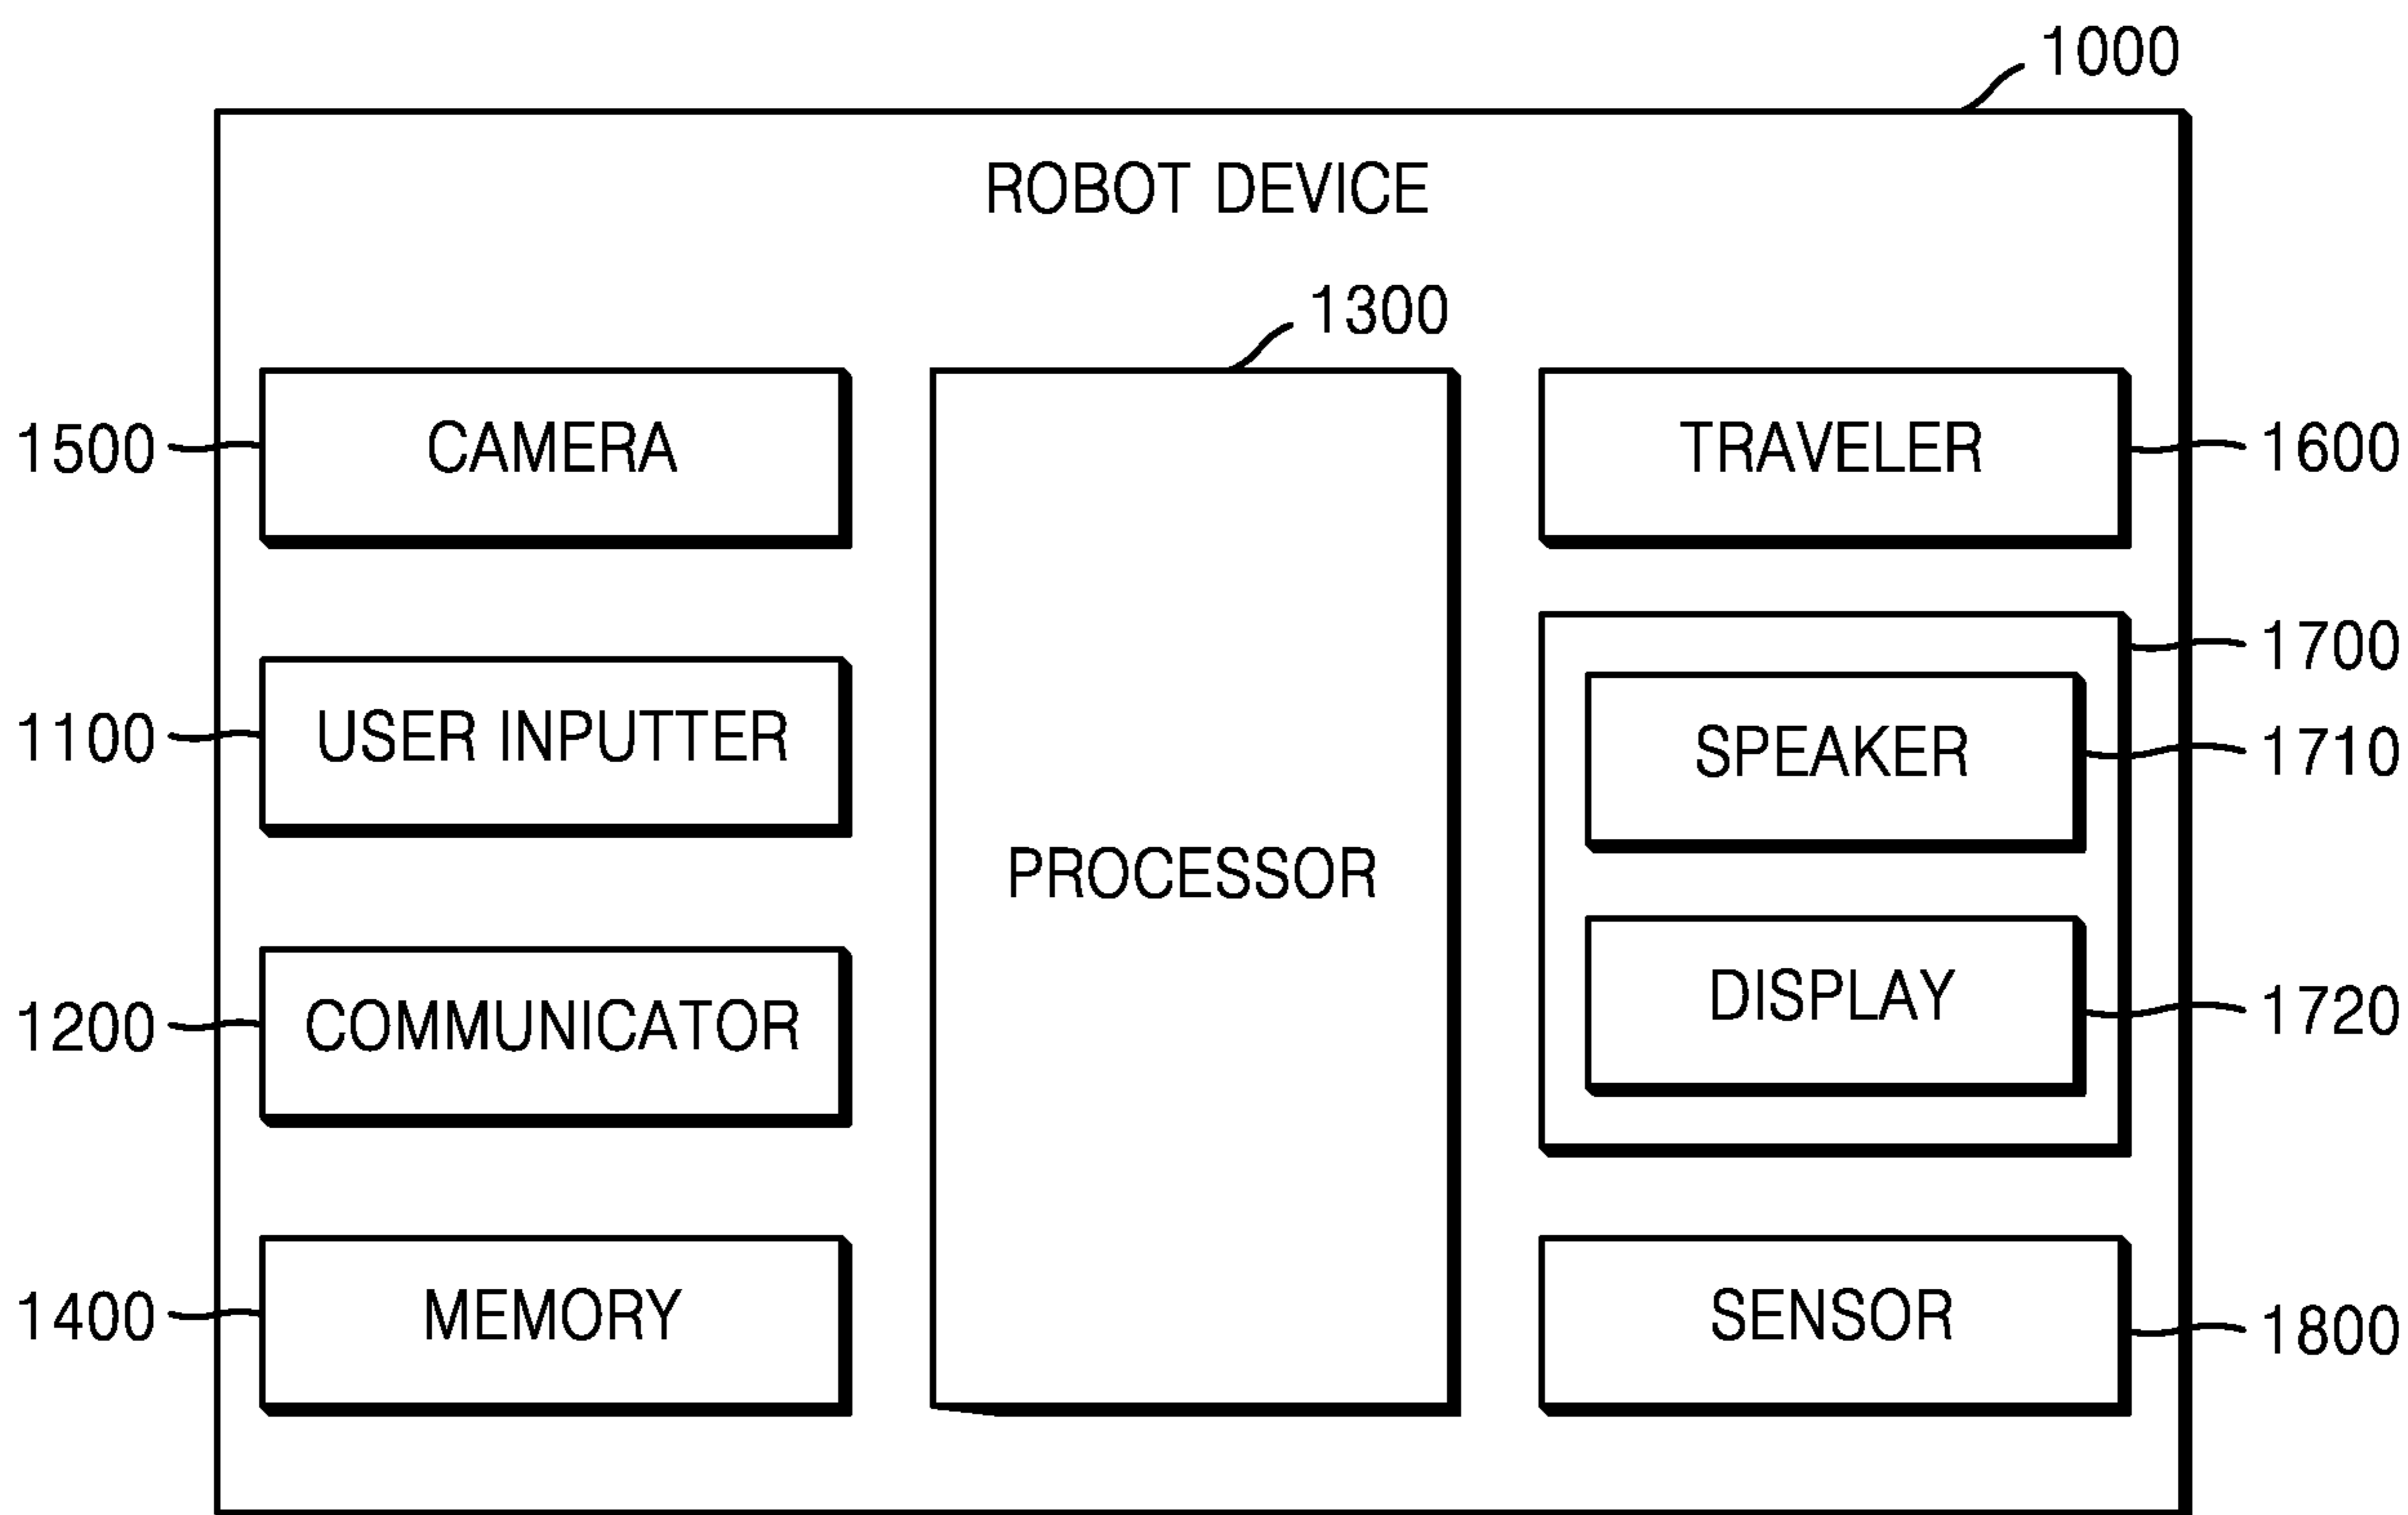 1000
ROBOT DEVICE
1300
1500
CAMERA
TRAVELER
1600
1700
1100
USER INPUTTER
SPEAKER
1710
PROCESSOR
1200
COMMUNICATOR
DISPLAY
1720
1400
MEMORY
SENSOR
1800